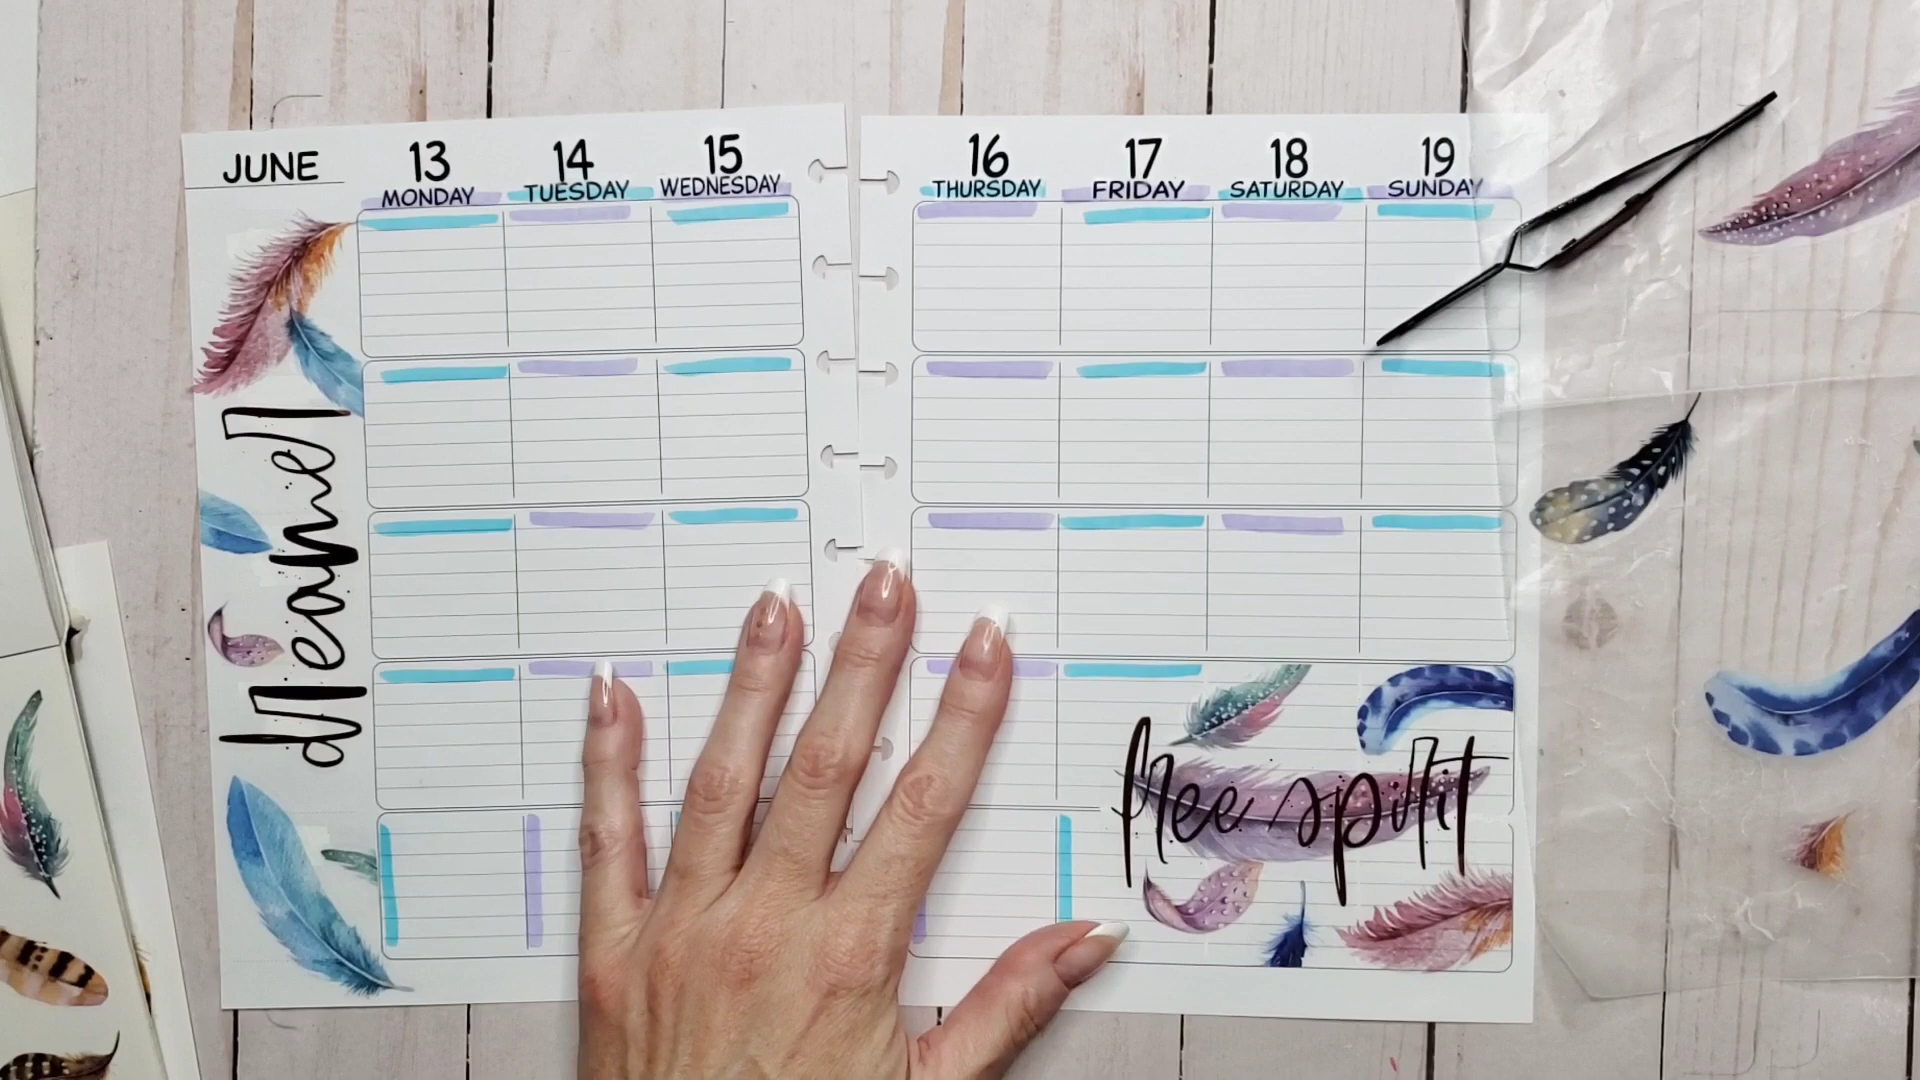 JUNE
13 14 15 16 17 18 19
MONDAY TUESDAY WEDNESDAY THURSDAY FRIDAY SATURDAY SUNDAY
dreamer
free spirit